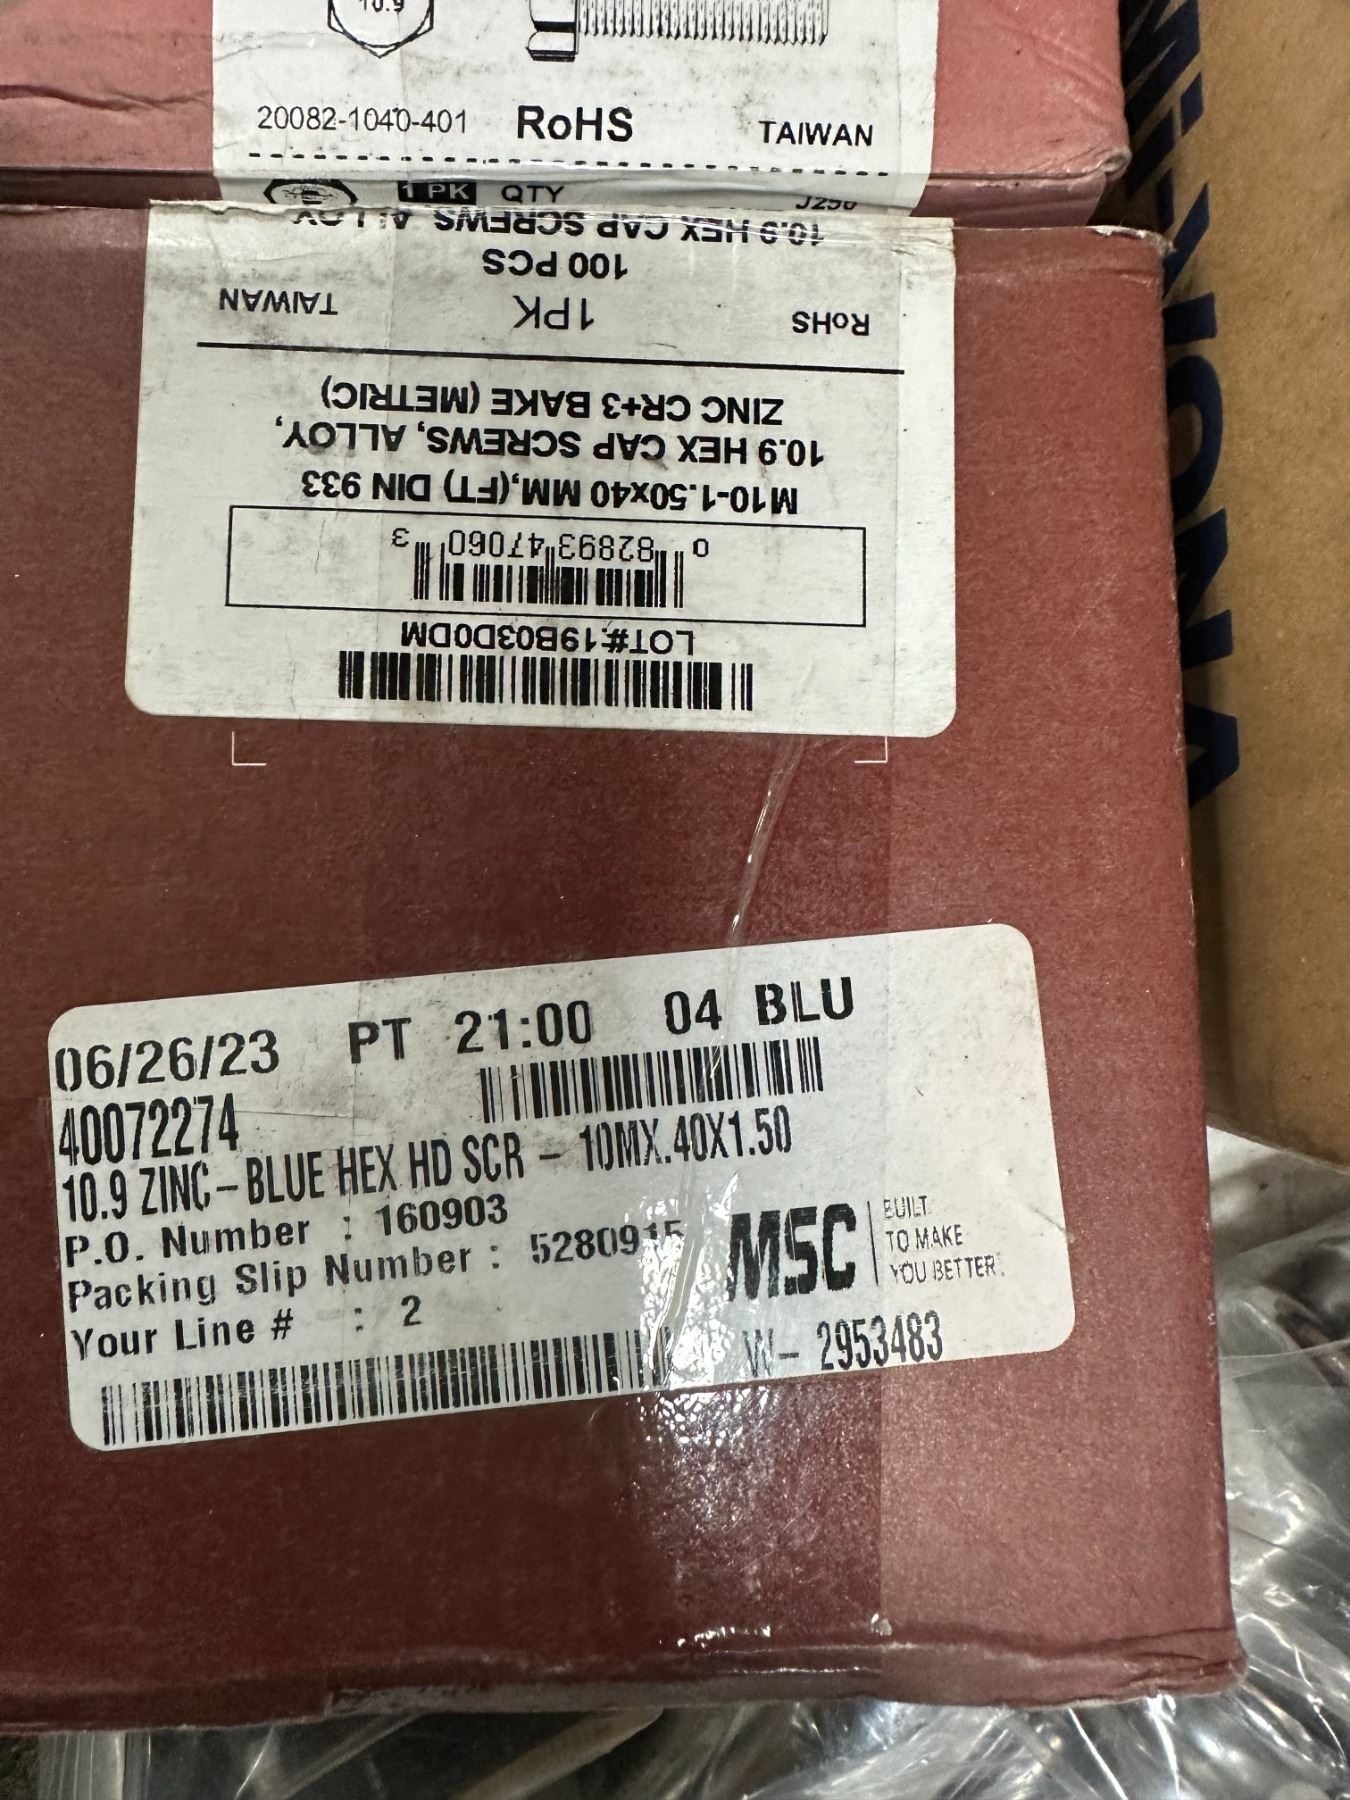 10.9
20082-1040-401 RoHS TAIWAN
1 PK QTY J250
10.9 HEX CAP SCREWS, ALLOY
100 PCS
RoHS 1PK TAIWAN
M10-1.50x40 MM,(FT) DIN 933
10.9 HEX CAP SCREWS, ALLOY,
ZINC CR+3 BAKE (METRIC)
0 82893 47060 3
LOT#:19B03D0DM
06/26/23 PT 21:00 04 BLU
40072274
10.9 ZINC-BLUE HEX HD SCR - 10MX.40X1.50
P.O. Number : 160903
Packing Slip Number : 5280915
Your Line # : 2
MSC BUILT
TO MAKE
YOU BETTER.
W- 2953483